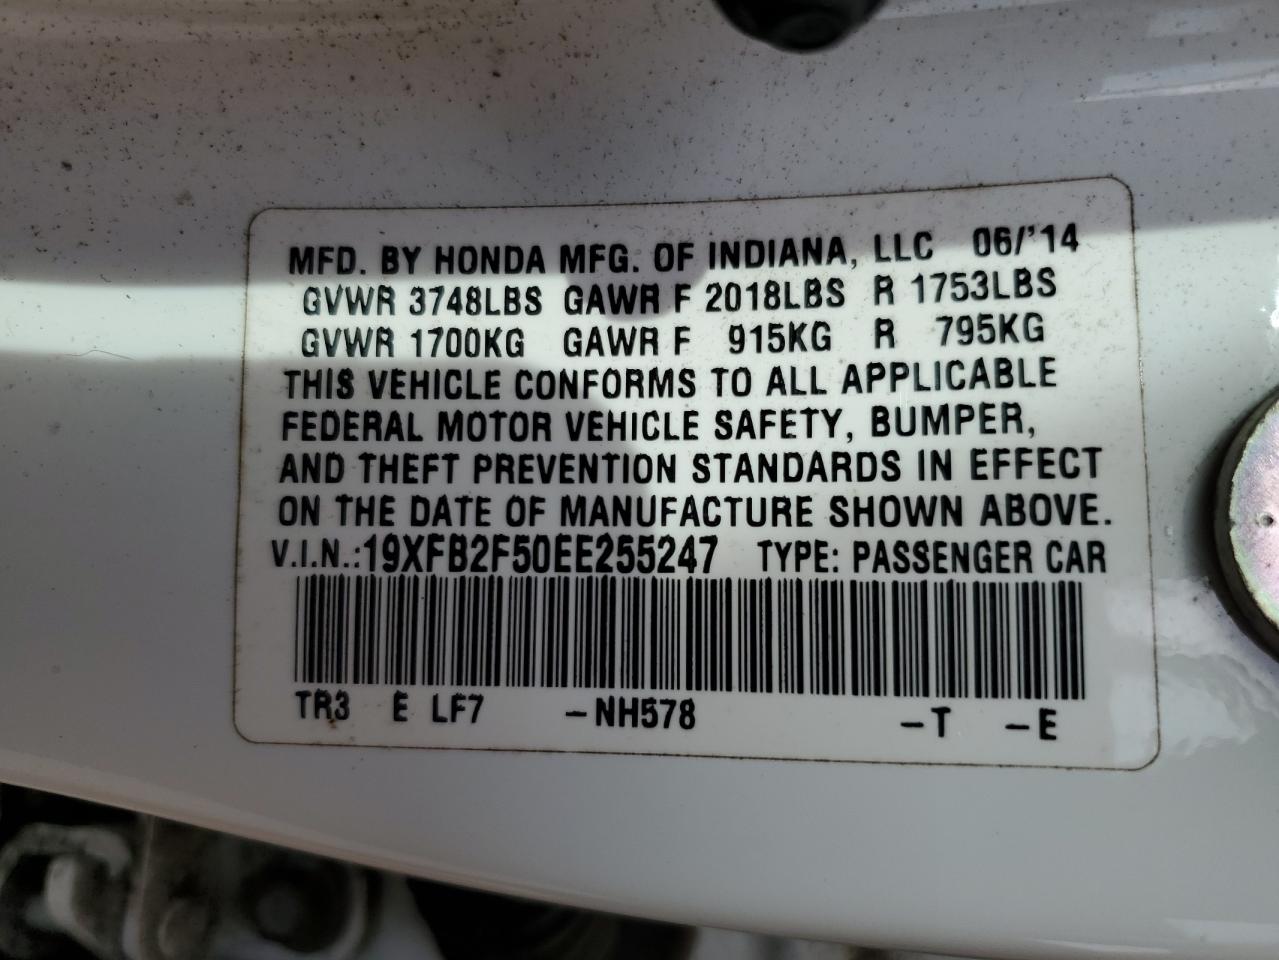 MFD. BY HONDA MFG. OF INDIANA, LLC 06/'14
GVWR 3748LBS GAWR F 2018LBS R 1753LBS
GVWR 1700KG GAWR F 915KG R 795KG
THIS VEHICLE CONFORMS TO ALL APPLICABLE
FEDERAL MOTOR VEHICLE SAFETY, BUMPER,
AND THEFT PREVENTION STANDARDS IN EFFECT
ON THE DATE OF MANUFACTURE SHOWN ABOVE.
V.I.N.:19XFB2F50EE255247 TYPE: PASSENGER CAR
TR3 E LF7 –NH578 –T –E